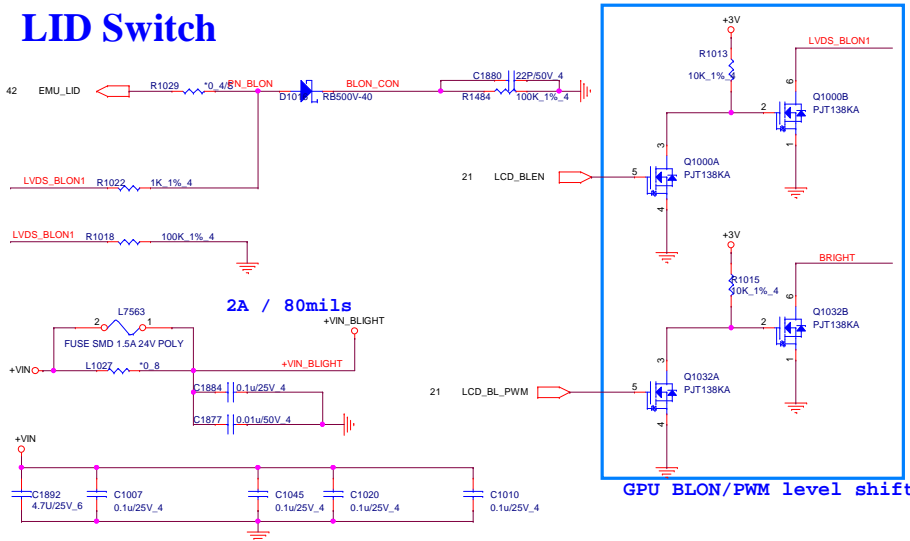 LID Switch
42 EMU_LID
R1029 *0_4/S
PN_BLON
D1013 RB500V-40
BLON_CON
C1880 22P/50V_4
R1484 100K_1%_4
LVDS_BLON1
R1022 1K_1%_4
LVDS_BLON1
R1018 100K_1%_4
2A / 80mils
L7563
2 1
FUSE SMD 1.5A 24V POLY
+VIN
L1027 *0_8
+VIN_BLIGHT
+VIN_BLIGHT
C1884 0.1u/25V_4
C1877 0.01u/50V_4
+VIN
C1892
4.7U/25V_6
C1007
0.1u/25V_4
C1045
0.1u/25V_4
C1020
0.1u/25V_4
C1010
0.1u/25V_4
+3V
R1013
10K_1%_4
LVDS_BLON1
6
2
1
Q1000B
PJT138KA
21 LCD_BLEN
3
5
4
Q1000A
PJT138KA
+3V
R1015
10K_1%_4
BRIGHT
6
2
1
Q1032B
PJT138KA
21 LCD_BL_PWM
3
5
4
Q1032A
PJT138KA
GPU BLON/PWM level shift